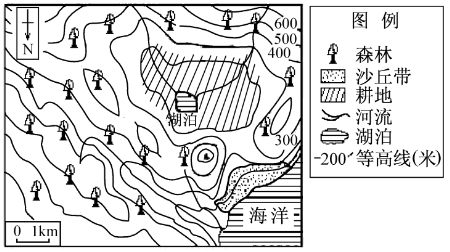 N
600
500
400
湖泊
300
海洋
0 1km
图 例
森林
沙丘带
耕地
河流
湖泊
-200- 等高线(米)